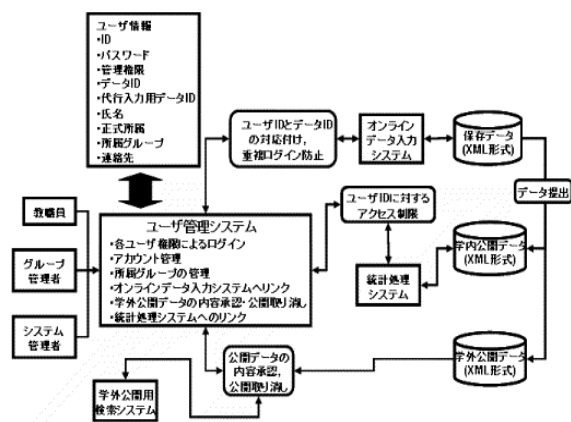 ユーザ情報
・ID
・パスワード
・管理権限
・データID
・代行入力用データID
・氏名
・正式所属
・所属グループ
・連絡先
ユーザIDとデータID
の対応付け,
重複ログイン防止
オンライン
データ入力
システム
保存データ
(XML形式)
データ提出
教職員
グループ
管理者
システム
管理者
ユーザ管理システム
・各ユーザ権限によるログイン
・アカウント管理
・所属グループの管理
・オンラインデータ入力システムへリンク
・学外公開データの内容承認・公開取り消し
・統計処理システムへのリンク
ユーザIDに対する
アクセス制限
統計処理
システム
学内公開データ
(XML形式)
公開データの
内容承認,
公開取り消し
学外公開データ
(XML形式)
学外公開用
検索システム